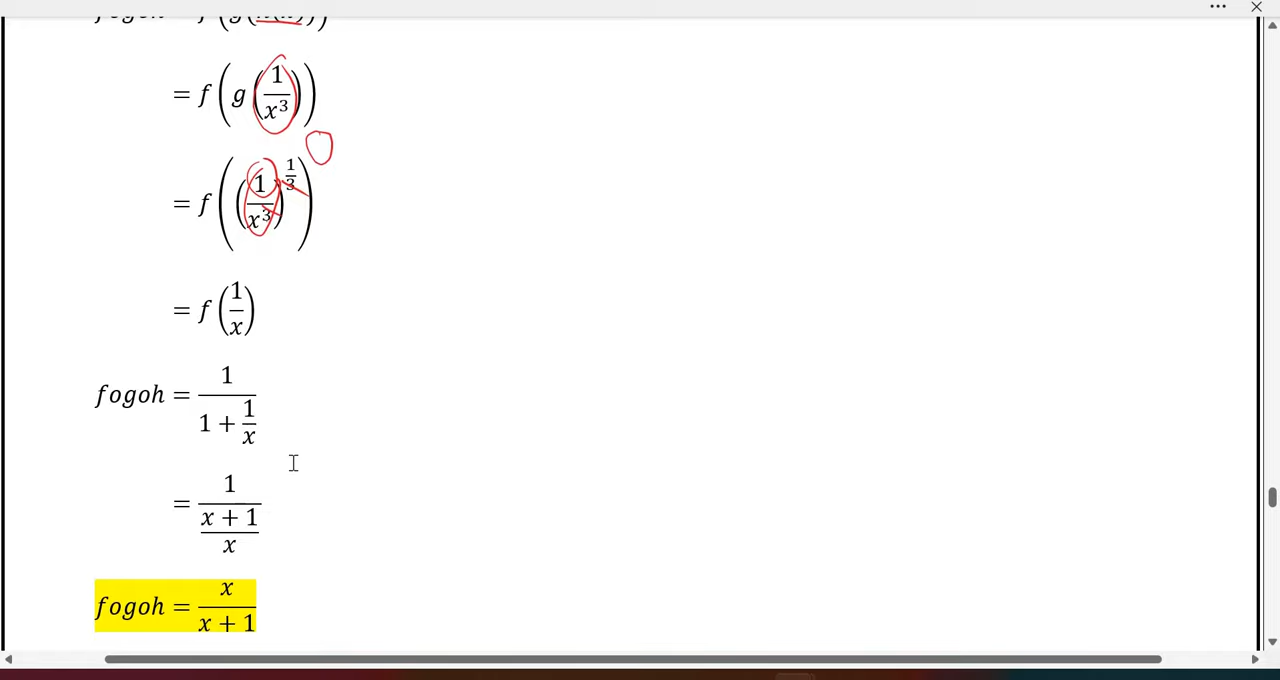 = f(g(1/x³))
= f((1/x³)^(1/3))
= f(1/x)
fogoh = 1/(1 + 1/x)
= 1/((x + 1)/x)
fogoh = x/(x + 1)